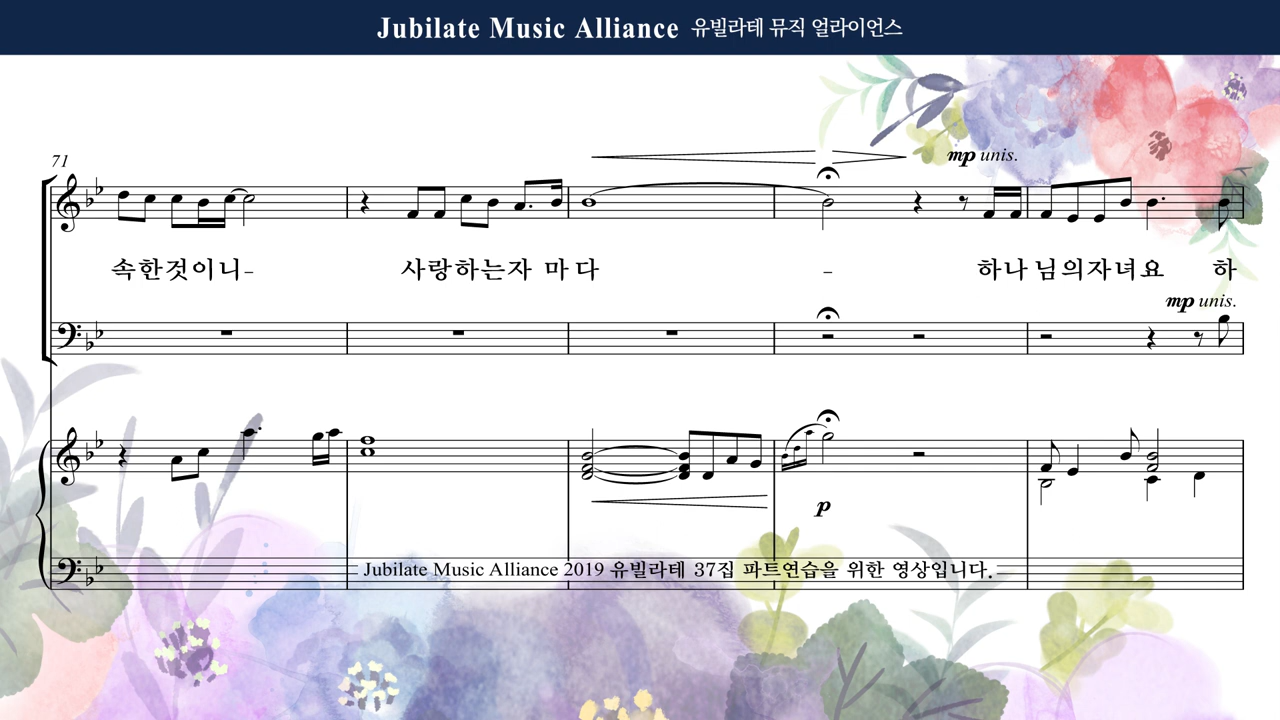 Jubilate Music Alliance 유빌라테 뮤직 얼라이언스
71
mp unis.
속한것이니- 사랑하는자 마다 - 하나님의자녀요 하
mp unis.
p
Jubilate Music Alliance 2019 유빌라테 37집 파트연습을 위한 영상입니다.